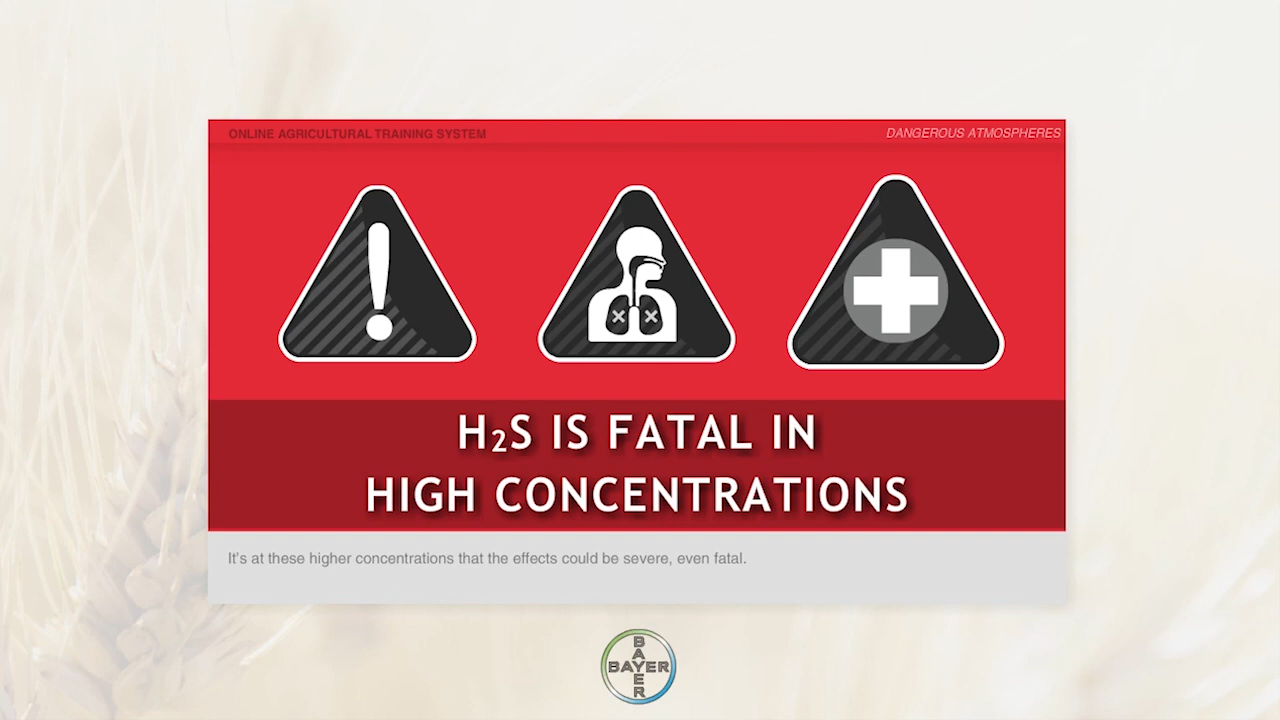 ONLINE AGRICULTURAL TRAINING SYSTEM
DANGEROUS ATMOSPHERES
H₂S IS FATAL IN
HIGH CONCENTRATIONS
It's at these higher concentrations that the effects could be severe, even fatal.
BAYER
BAYER